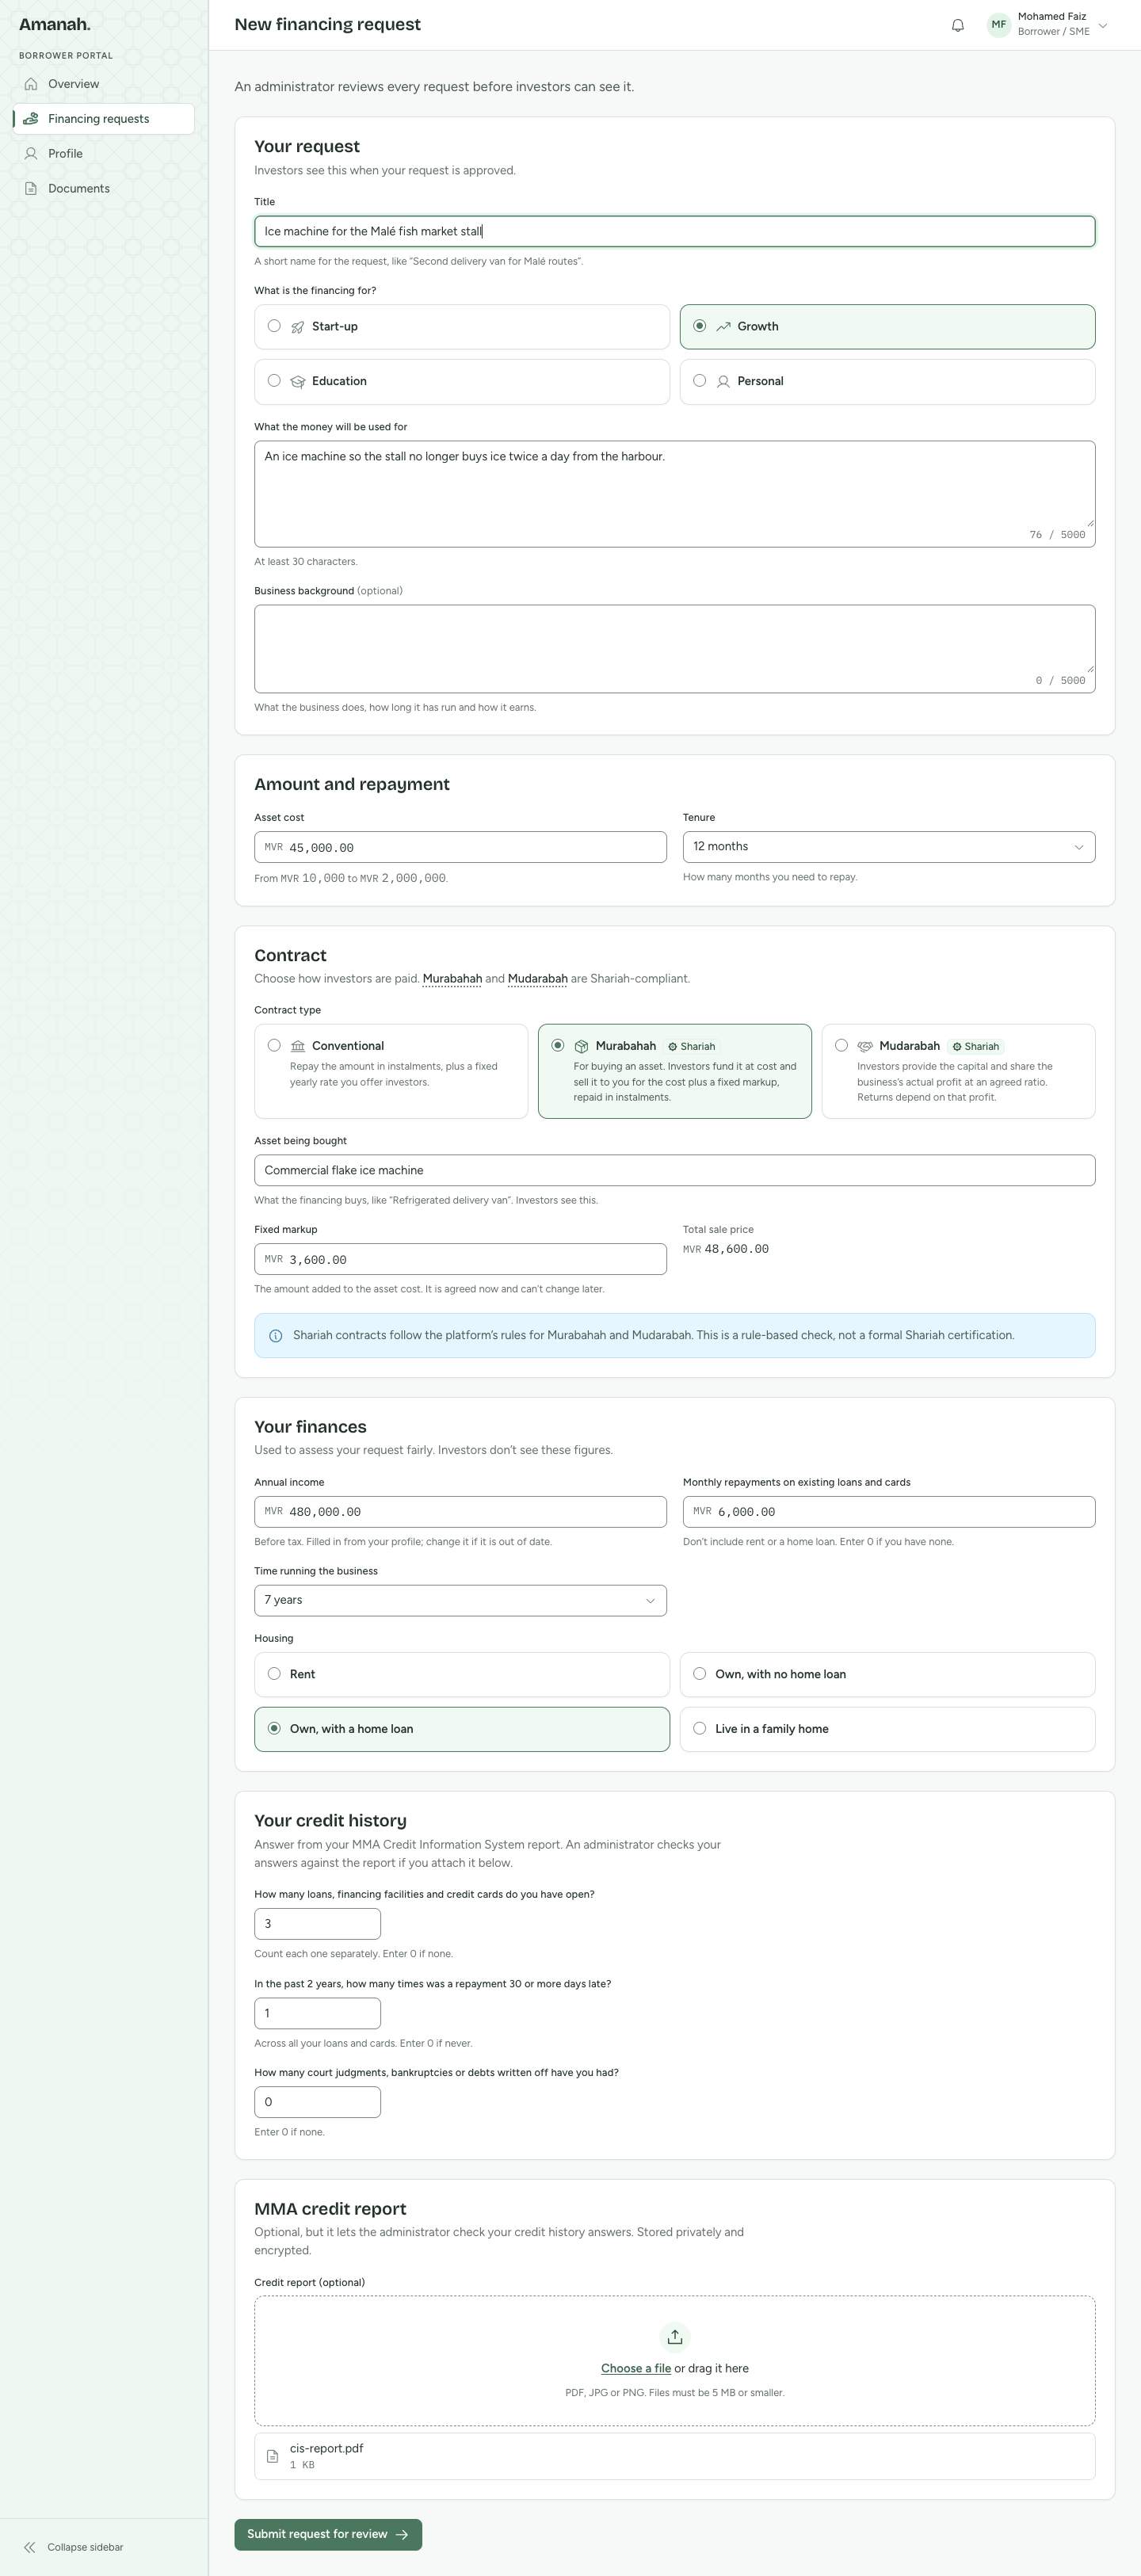 Amanah.
BORROWER PORTAL
Overview
Financing requests
Profile
Documents
Collapse sidebar
New financing request
MF
Mohamed Faiz
Borrower / SME
An administrator reviews every request before investors can see it.
Your request
Investors see this when your request is approved.
Title
Ice machine for the Malé fish market stall
A short name for the request, like “Second delivery van for Malé routes”.
What is the financing for?
Start-up
Growth
Education
Personal
What the money will be used for
An ice machine so the stall no longer buys ice twice a day from the harbour.
76 / 5000
At least 30 characters.
Business background (optional)
0 / 5000
What the business does, how long it has run and how it earns.
Amount and repayment
Asset cost
MVR 45,000.00
From MVR 10,000 to MVR 2,000,000.
Tenure
12 months
How many months you need to repay.
Contract
Choose how investors are paid. Murabahah and Mudarabah are Shariah-compliant.
Contract type
Conventional
Repay the amount in instalments, plus a fixed
yearly rate you offer investors.
Murabahah Shariah
For buying an asset. Investors fund it at cost and
sell it to you for the cost plus a fixed markup,
repaid in instalments.
Mudarabah Shariah
Investors provide the capital and share the
business’s actual profit at an agreed ratio.
Returns depend on that profit.
Asset being bought
Commercial flake ice machine
What the financing buys, like “Refrigerated delivery van”. Investors see this.
Fixed markup
MVR 3,600.00
The amount added to the asset cost. It is agreed now and can’t change later.
Total sale price
MVR 48,600.00
Shariah contracts follow the platform’s rules for Murabahah and Mudarabah. This is a rule-based check, not a formal Shariah certification.
Your finances
Used to assess your request fairly. Investors don’t see these figures.
Annual income
MVR 480,000.00
Before tax. Filled in from your profile; change it if it is out of date.
Monthly repayments on existing loans and cards
MVR 6,000.00
Don’t include rent or a home loan. Enter 0 if you have none.
Time running the business
7 years
Housing
Rent
Own, with no home loan
Own, with a home loan
Live in a family home
Your credit history
Answer from your MMA Credit Information System report. An administrator checks your
answers against the report if you attach it below.
How many loans, financing facilities and credit cards do you have open?
3
Count each one separately. Enter 0 if none.
In the past 2 years, how many times was a repayment 30 or more days late?
1
Across all your loans and cards. Enter 0 if never.
How many court judgments, bankruptcies or debts written off have you had?
0
Enter 0 if none.
MMA credit report
Optional, but it lets the administrator check your credit history answers. Stored privately and
encrypted.
Credit report (optional)
Choose a file or drag it here
PDF, JPG or PNG. Files must be 5 MB or smaller.
cis-report.pdf
1 KB
Submit request for review